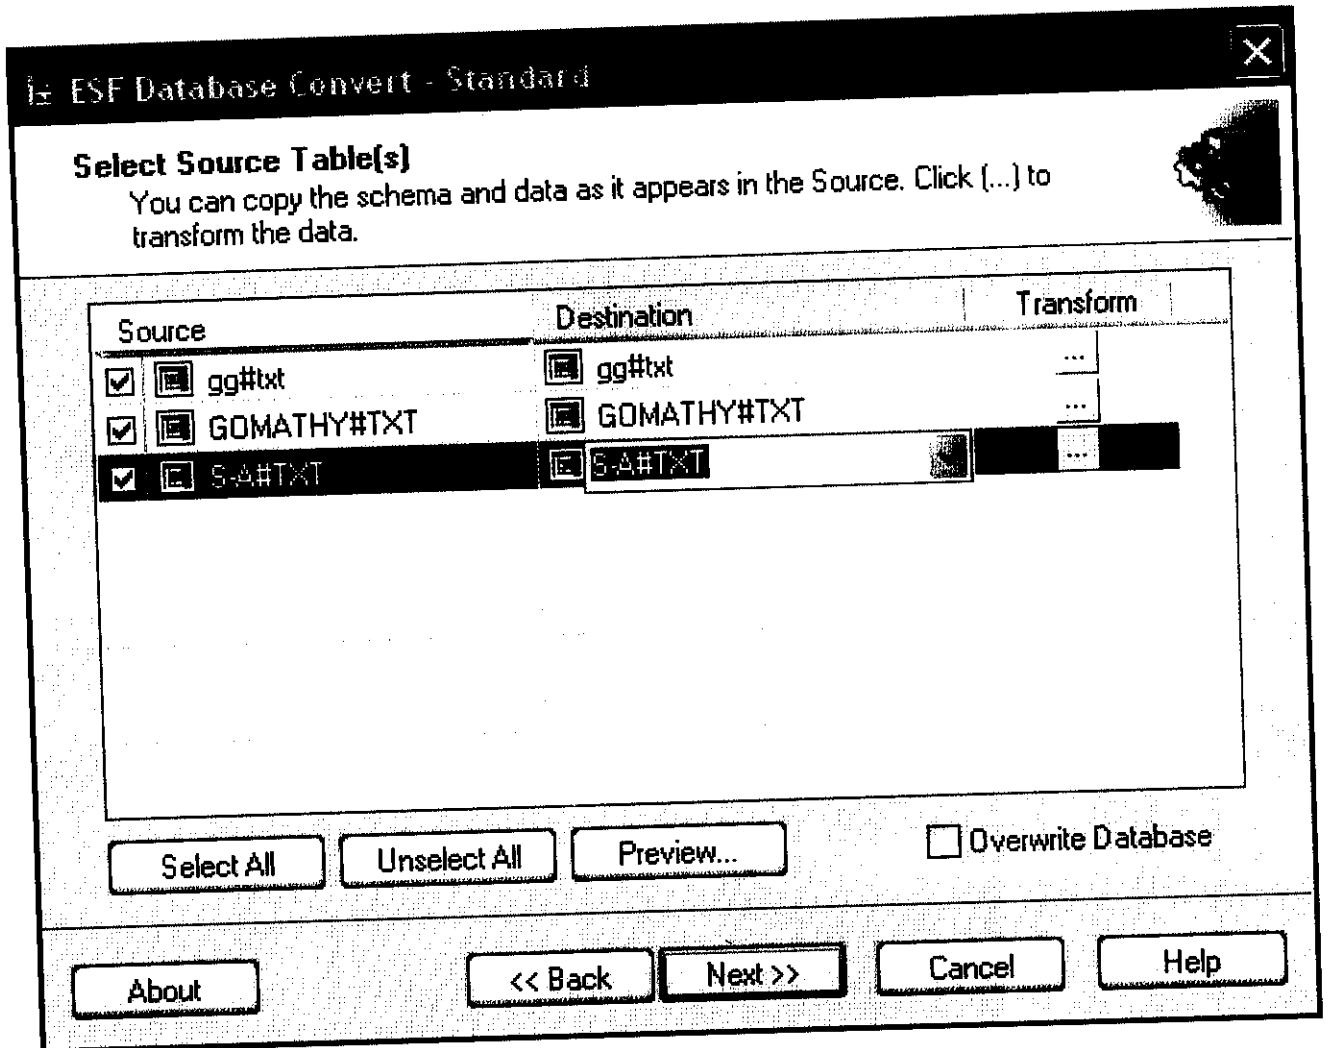 ESF Database Convert - Standard
Select Source Table(s)
You can copy the schema and data as it appears in the Source. Click (...) to
transform the data.
Source Destination Transform
gg#txt gg#txt ...
GOMATHY#TXT GOMATHY#TXT ...
S-A#TXT S-A#TXT ...
Select All Unselect All Preview... Overwrite Database
About << Back Next >> Cancel Help